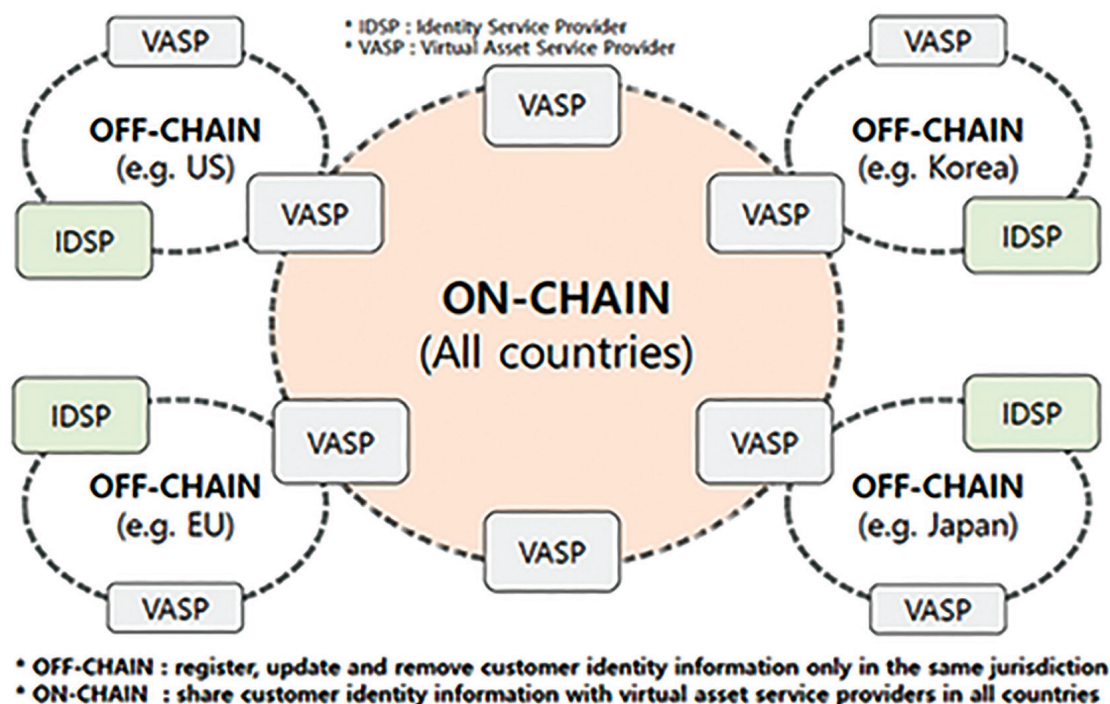 * IDSP : Identity Service Provider
* VASP : Virtual Asset Service Provider
VASP
OFF-CHAIN
(e.g. US)
IDSP
VASP
VASP
VASP
OFF-CHAIN
(e.g. Korea)
VASP
IDSP
ON-CHAIN
(All countries)
IDSP
VASP
OFF-CHAIN
(e.g. EU)
VASP
VASP
IDSP
VASP
OFF-CHAIN
(e.g. Japan)
VASP
* OFF-CHAIN : register, update and remove customer identity information only in the same jurisdiction
* ON-CHAIN : share customer identity information with virtual asset service providers in all countries